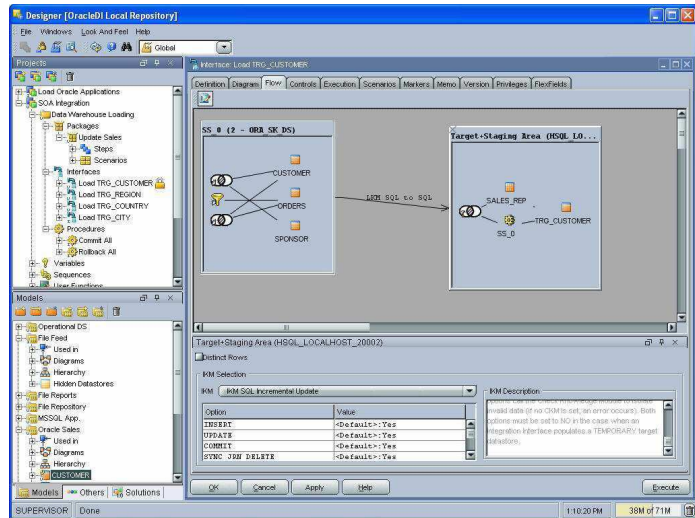 Designer [OracleDI Local Repository]
File Windows Look And Feel Help
Global
Projects
Load Oracle Applications
SOA Integration
Data Warehouse Loading
Packages
Update Sales
Steps
Scenarios
Interfaces
Load TRG_CUSTOMER
Load TRG_REGION
Load TRG_COUNTRY
Load TRG_CITY
Procedures
Commit All
Rollback All
Variables
Sequences
User Functions
Models
Operational DS
File Feed
Used in
Diagrams
Hierarchy
Hidden Datastores
File Reports
File Repository
MSSQL App.
Oracle Sales
Used in
Diagrams
Hierarchy
CUSTOMER
Models Others Solutions
Interface: Load TRG_CUSTOMER
Definition Diagram Flow Controls Execution Scenarios Markers Memo Version Privileges FlexFields
SS_0 (2 - ORA_SK_DS)
CUSTOMER
ORDERS
SPONSOR
LKM SQL to SQL
Target+Staging Area (HSQL_LO...
SALES_REP
TRG_CUSTOMER
SS_0
Target+Staging Area (HSQL_LOCALHOST_20002)
Distinct Rows
IKM Selection
IKM IKM SQL Incremental Update
Option Value
INSERT <Default>:Yes
UPDATE <Default>:Yes
COMMIT <Default>:Yes
SYNC_JRN_DELETE <Default>:Yes
IKM Description
invalid data (if no CKM is set, an error occurs). Both
options must be set to NO in the case when an
integration Interface populates a TEMPORARY target
datastore.
OK Cancel Apply Help Execute
SUPERVISOR Done 1:10:20 PM 38M of 71M